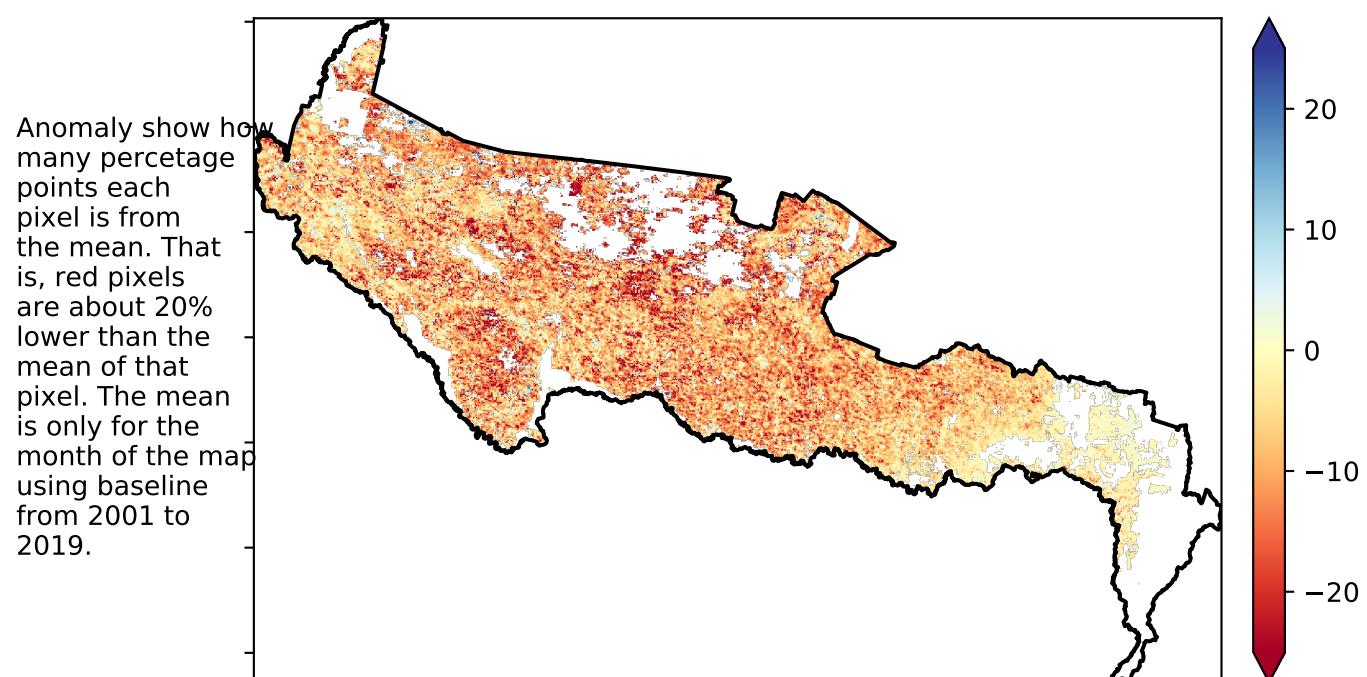 Anomaly show how
many percetage
points each
pixel is from
the mean. That
is, red pixels
are about 20%
lower than the
mean of that
pixel. The mean
is only for the
month of the map
using baseline
from 2001 to
2019.
20
10
0
−10
−20